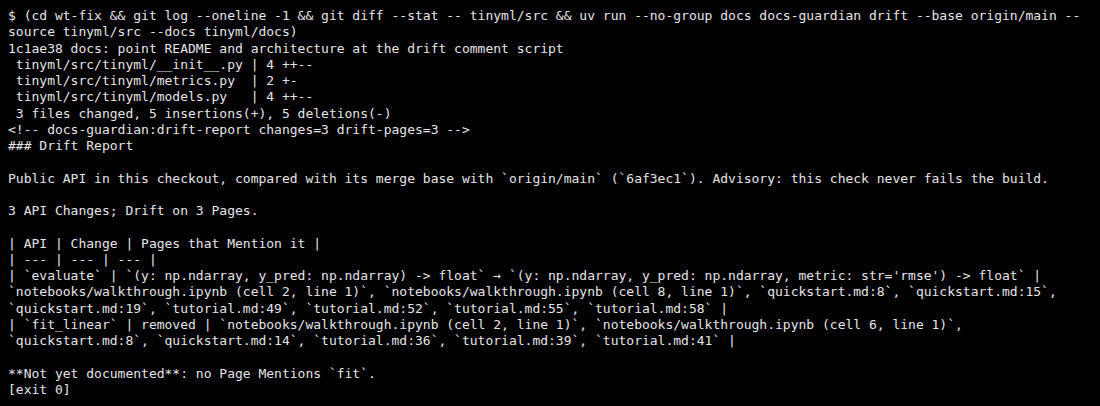 $ (cd wt-fix && git log --oneline -1 && git diff --stat -- tinyml/src && uv run --no-group docs docs-guardian drift --base origin/main --
source tinyml/src --docs tinyml/docs)
1c1ae38 docs: point README and architecture at the drift comment script
 tinyml/src/tinyml/__init__.py | 4 ++--
 tinyml/src/tinyml/metrics.py  | 2 +-
 tinyml/src/tinyml/models.py   | 4 ++--
 3 files changed, 5 insertions(+), 5 deletions(-)
<!-- docs-guardian:drift-report changes=3 drift-pages=3 -->
### Drift Report

Public API in this checkout, compared with its merge base with `origin/main` (`6af3ec1`). Advisory: this check never fails the build.

3 API Changes; Drift on 3 Pages.

| API | Change | Pages that Mention it |
| --- | --- | --- |
| `evaluate` | `(y: np.ndarray, y_pred: np.ndarray) -> float` → `(y: np.ndarray, y_pred: np.ndarray, metric: str='rmse') -> float` |
`notebooks/walkthrough.ipynb (cell 2, line 1)`, `notebooks/walkthrough.ipynb (cell 8, line 1)`, `quickstart.md:8`, `quickstart.md:15`,
`quickstart.md:19`, `tutorial.md:49`, `tutorial.md:52`, `tutorial.md:55`, `tutorial.md:58` |
| `fit_linear` | removed | `notebooks/walkthrough.ipynb (cell 2, line 1)`, `notebooks/walkthrough.ipynb (cell 6, line 1)`,
`quickstart.md:8`, `quickstart.md:14`, `tutorial.md:36`, `tutorial.md:39`, `tutorial.md:41` |

**Not yet documented**: no Page Mentions `fit`.
[exit 0]